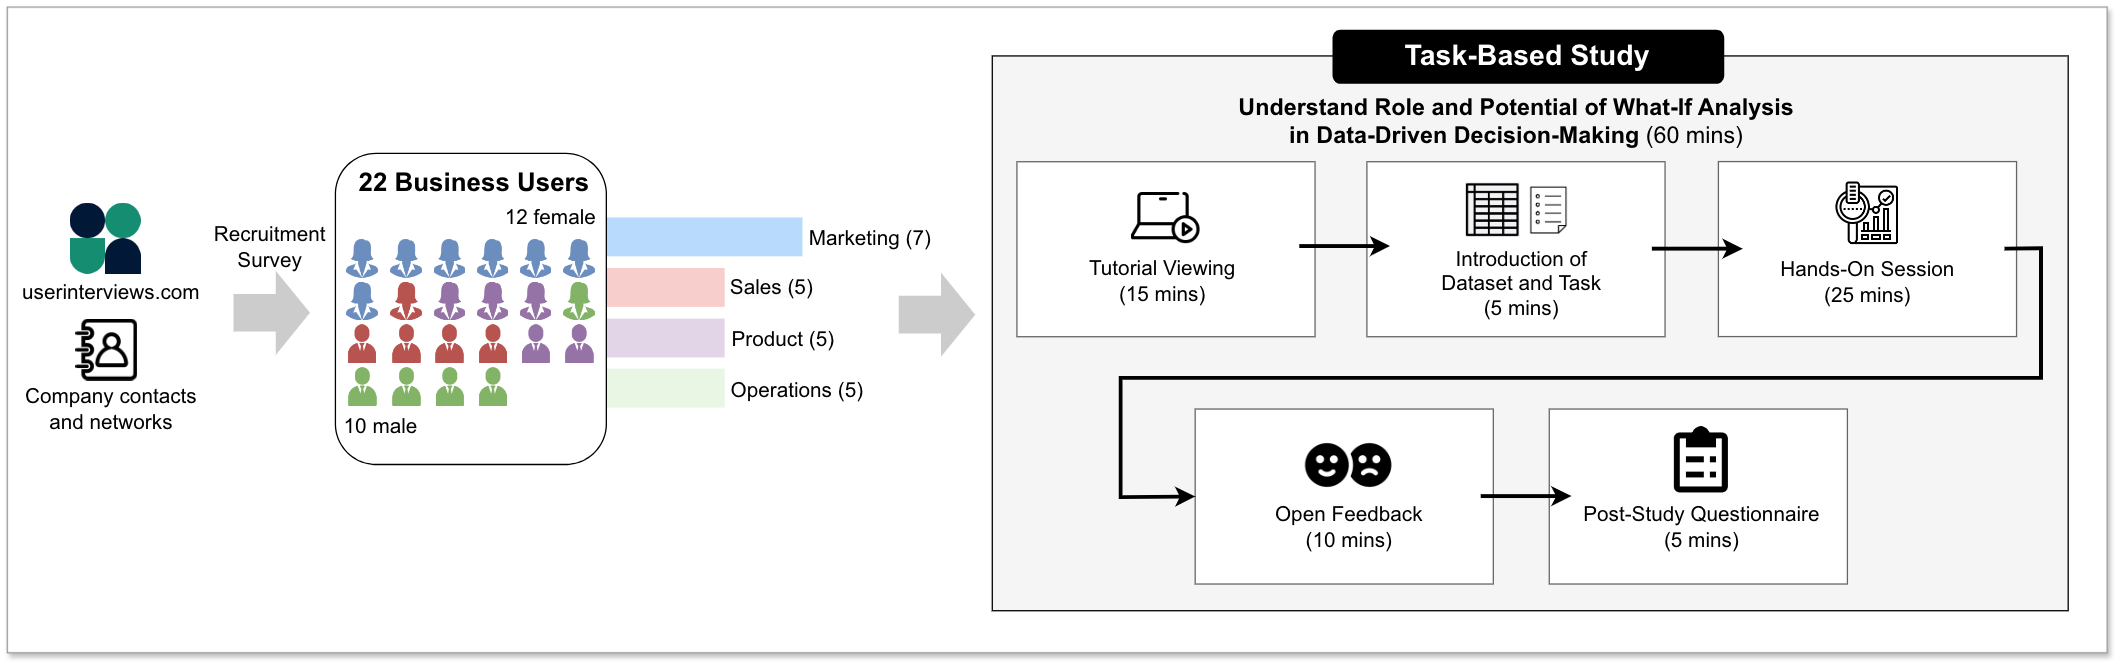 userinterviews.com
Company contacts
and networks
Recruitment
Survey
22 Business Users
12 female
10 male
Marketing (7)
Sales (5)
Product (5)
Operations (5)
Task-Based Study
Understand Role and Potential of What-If Analysis
in Data-Driven Decision-Making (60 mins)
Tutorial Viewing
(15 mins)
Introduction of
Dataset and Task
(5 mins)
Hands-On Session
(25 mins)
Open Feedback
(10 mins)
Post-Study Questionnaire
(5 mins)